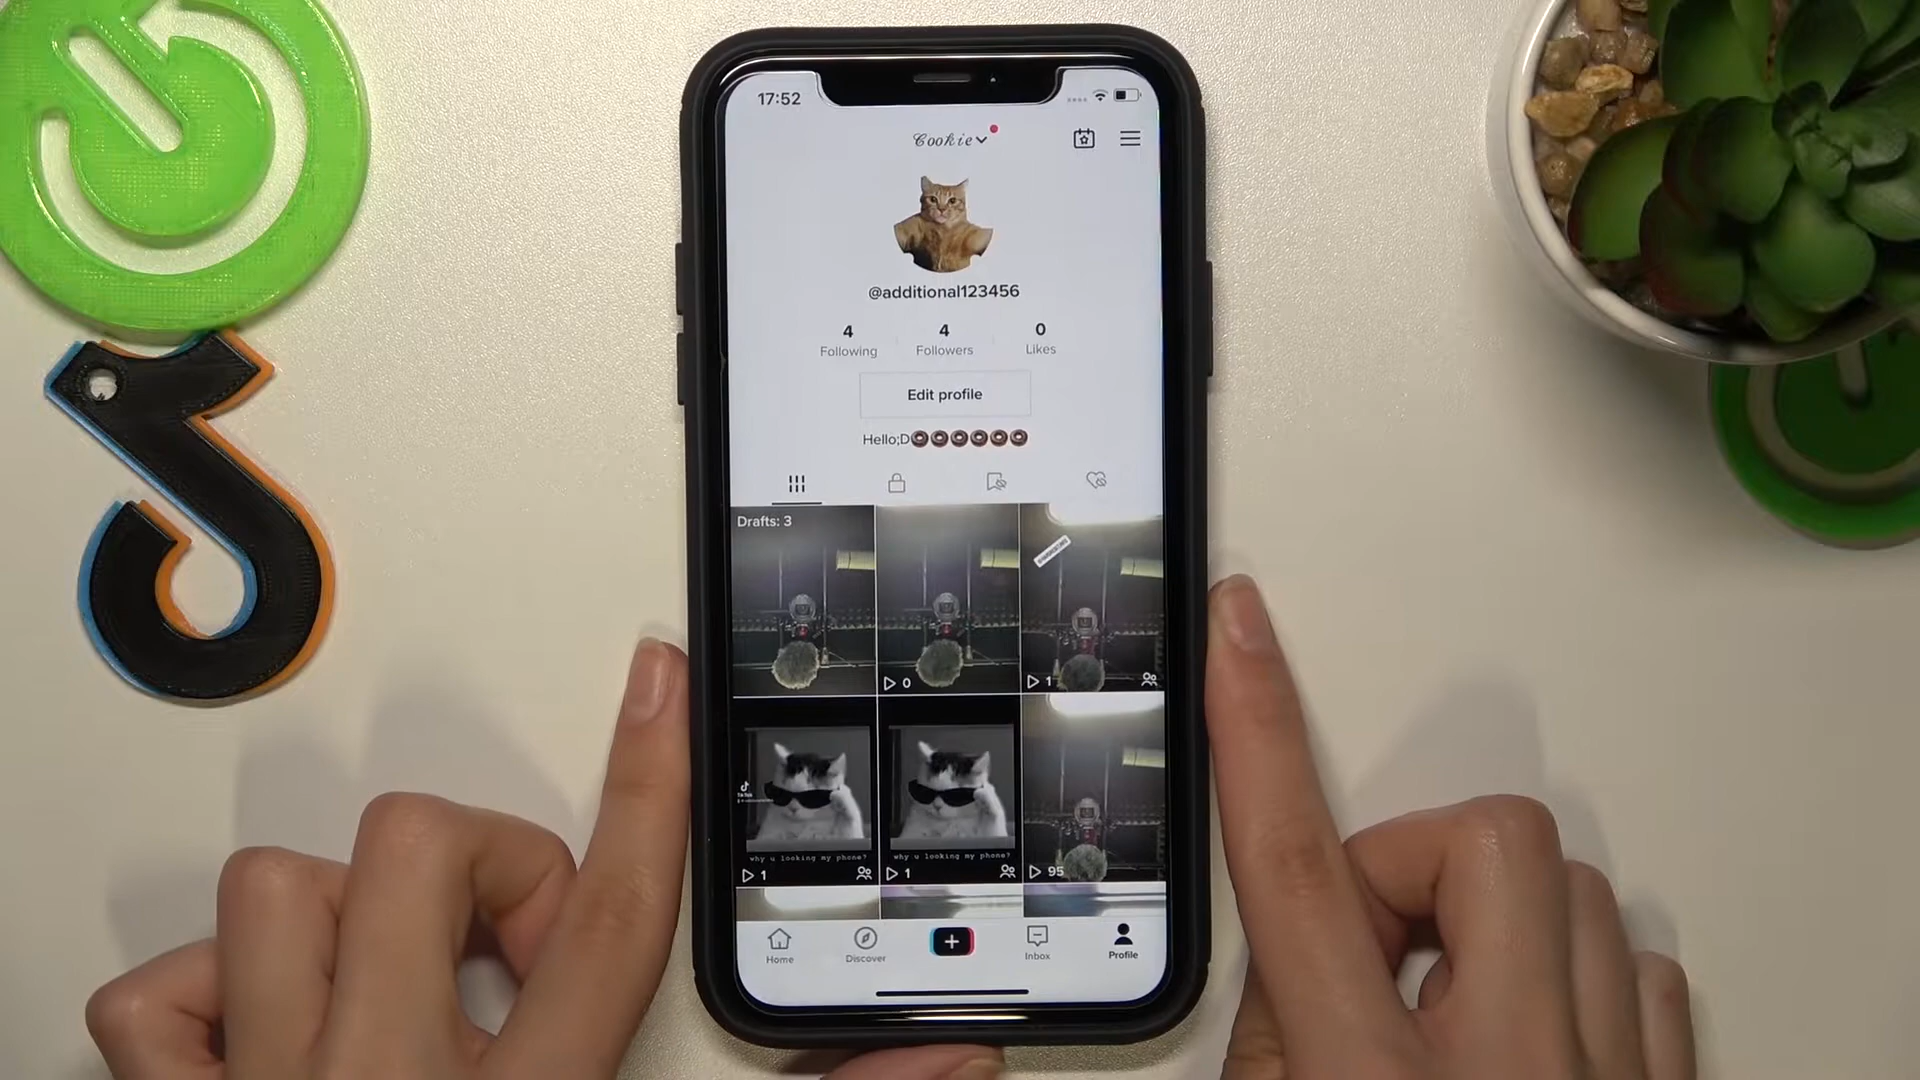 17:52
Cookie
@additional123456
4 4 0
Following Followers Likes
Edit profile
Hello;D🍩🍩🍩🍩🍩🍩
Drafts: 3
0 1
why u looking my phone? why u looking my phone?
1 1 95
Home Discover Inbox Profile